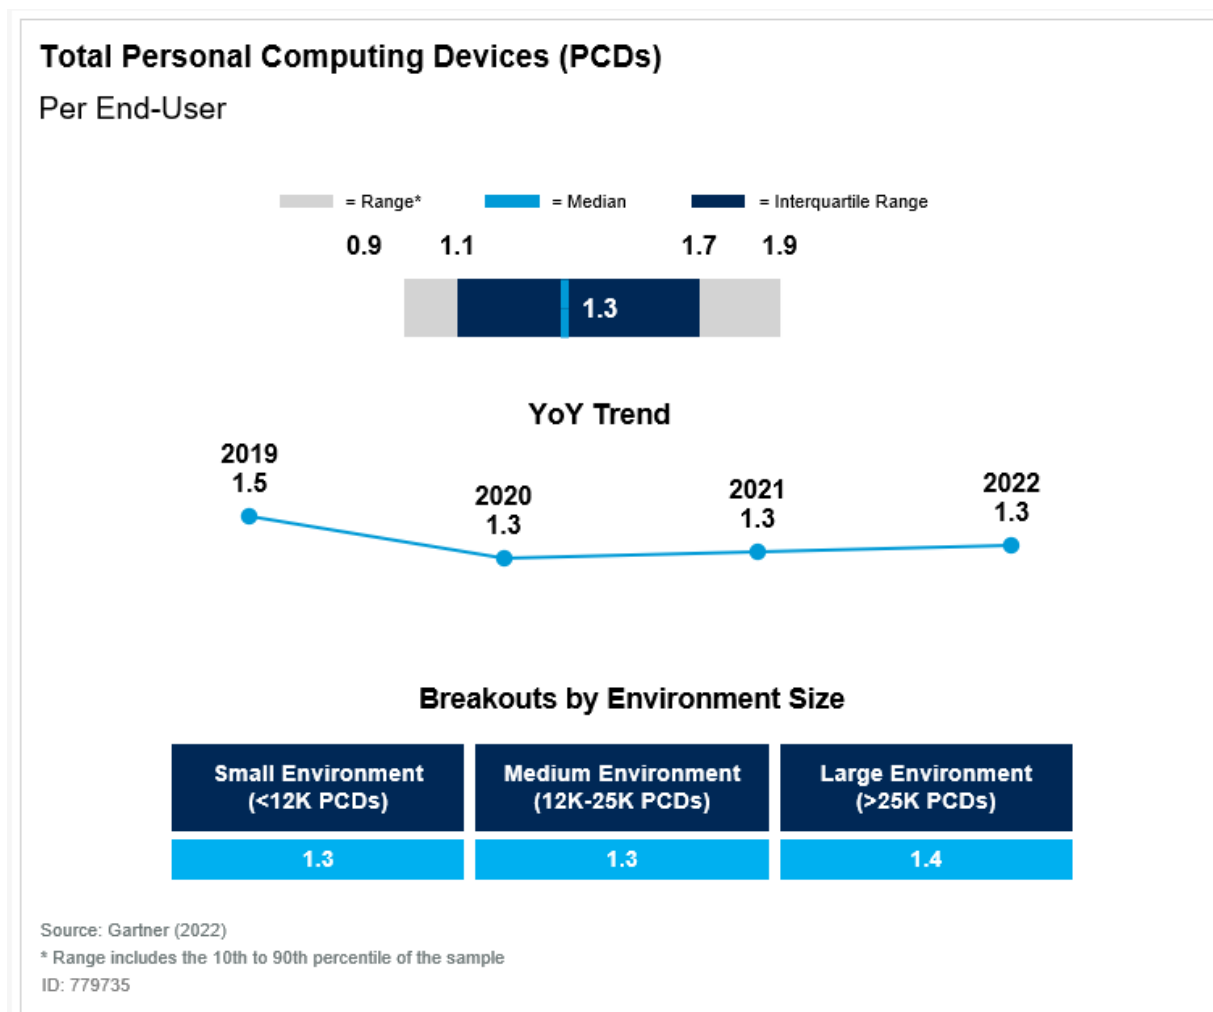 Total Personal Computing Devices (PCDs)
Per End-User
= Range* = Median = Interquartile Range
0.9 1.1 1.7 1.9
1.3
YoY Trend
2019
1.5
2020
1.3
2021
1.3
2022
1.3
Breakouts by Environment Size
Small Environment
(<12K PCDs)
Medium Environment
(12K-25K PCDs)
Large Environment
(>25K PCDs)
1.3 1.3 1.4
Source: Gartner (2022)
* Range includes the 10th to 90th percentile of the sample
ID: 779735